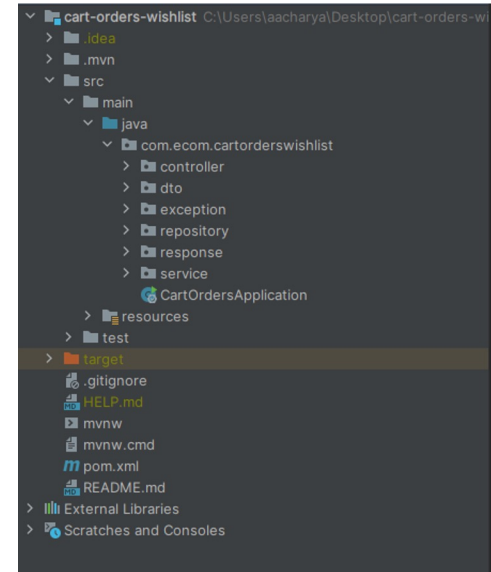 cart-orders-wishlist C:\Users\aacharya\Desktop\cart-orders-wi
.idea
.mvn
src
main
java
com.ecom.cartorderswishlist
controller
dto
exception
repository
response
service
CartOrdersApplication
resources
test
target
.gitignore
HELP.md
mvnw
mvnw.cmd
pom.xml
README.md
External Libraries
Scratches and Consoles